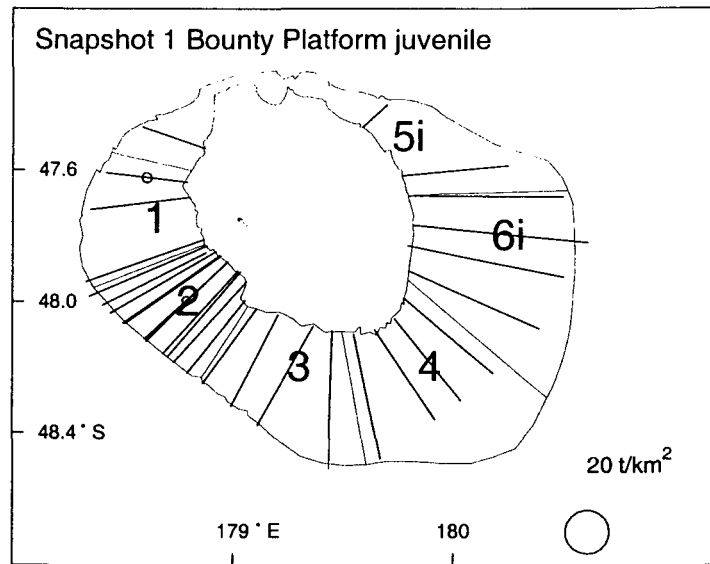 Snapshot 1 Bounty Platform juvenile
5i
47.6
1
6i
48.0
2
3
4
48.4˚ S
20 t/km²
179˚ E
180